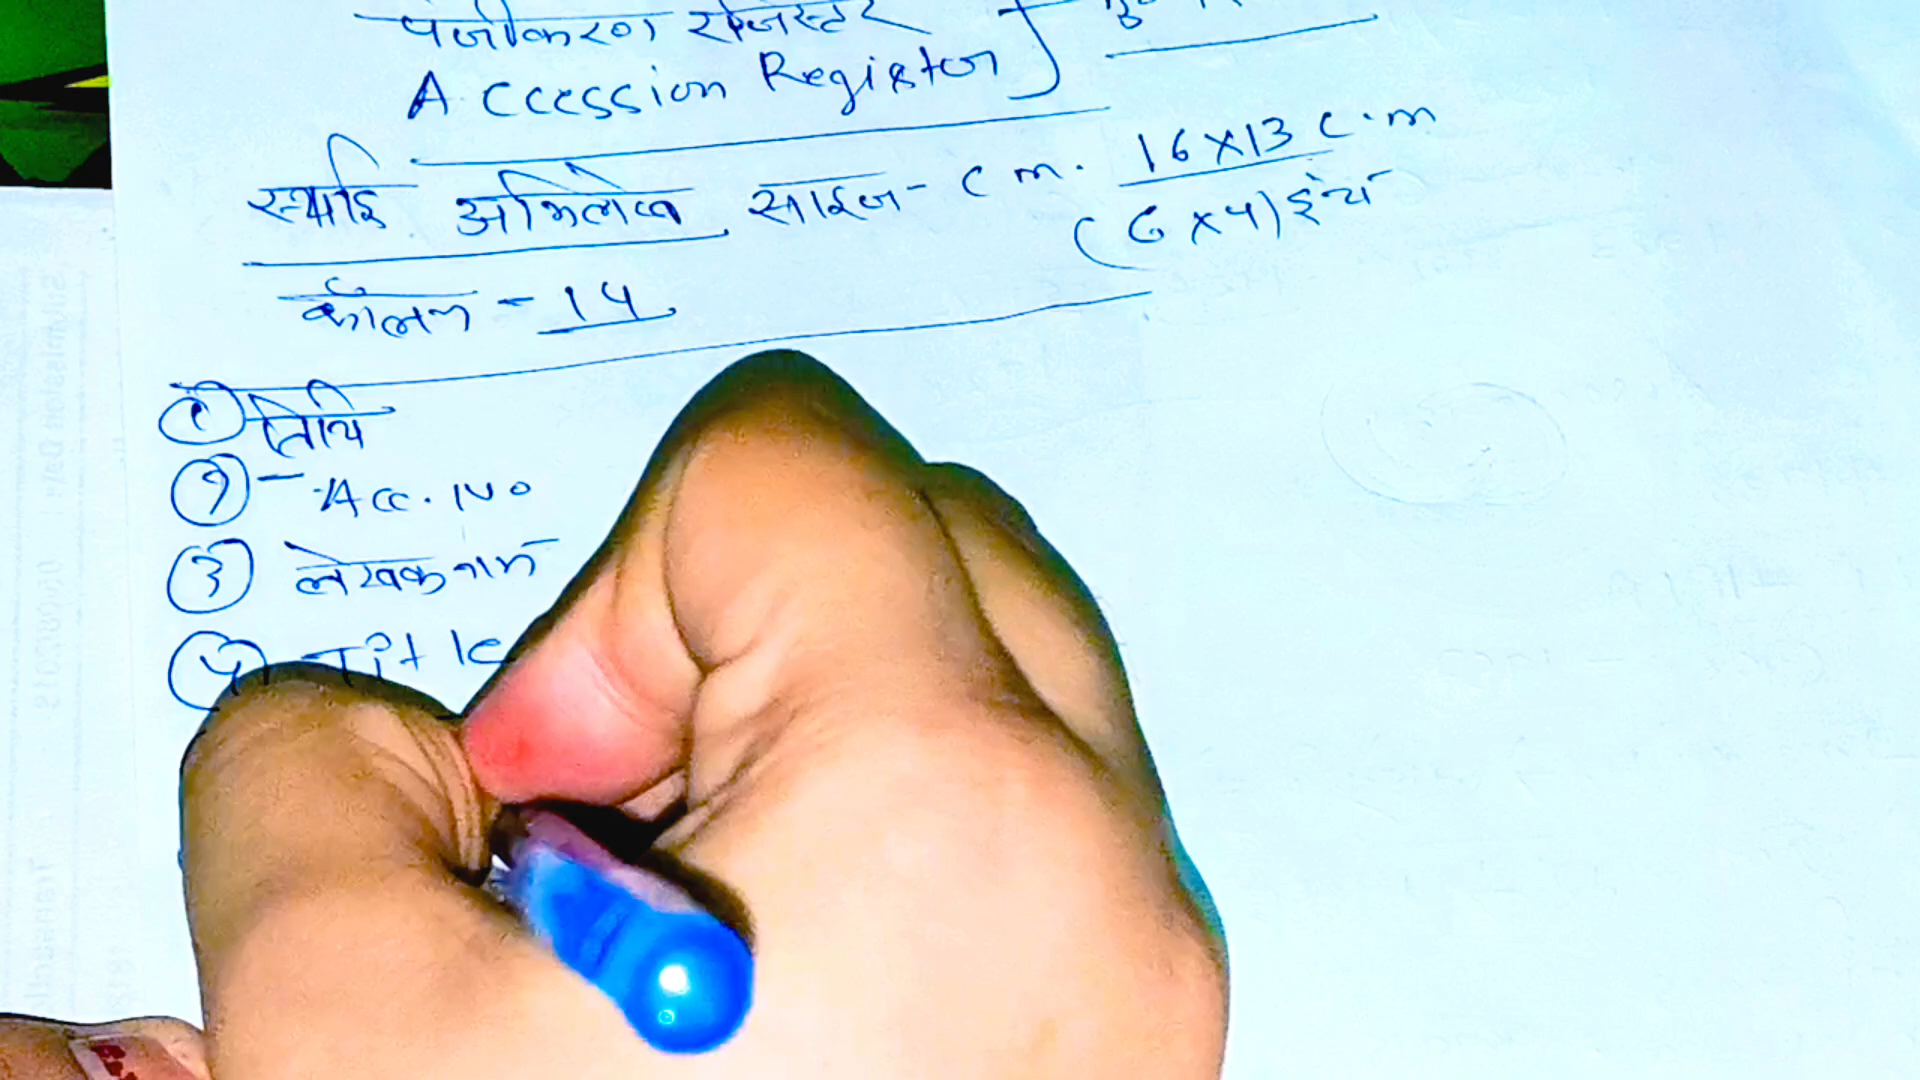 पंजीकरण रजिस्टर
Accession Register
स्थाई अभिलेख साइज - cm. 16x13 c.m
(6x4) इंच
कॉलम - 14
① तिथि
② - Acc. No
③ लेखक नाम
④ Title